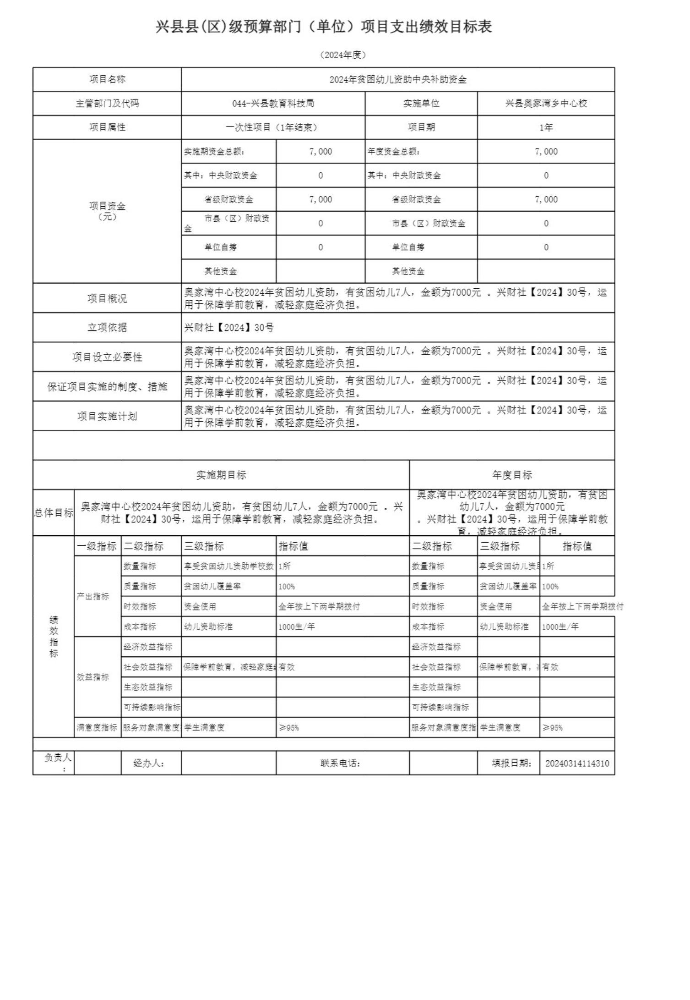 兴县县(区)级预算部门（单位）项目支出绩效目标表
（2024年度）
项目名称 2024年贫困幼儿资助中央补助资金
主管部门及代码 044-兴县教育科技局 实施单位 兴县奥家湾乡中心校
项目属性 一次性项目（1年结束） 项目期 1年
项目资金
（元）
实施期资金总额： 7,000 年度资金总额： 7,000
其中：中央财政资金 0 其中：中央财政资金 0
省级财政资金 7,000 省级财政资金 7,000
市县（区）财政资
金 0 市县（区）财政资金 0
单位自筹 0 单位自筹 0
其他资金 其他资金
项目概况 奥家湾中心校2024年贫困幼儿资助，有贫困幼儿7人，金额为7000元 。兴财社【2024】30号，运
用于保障学前教育，减轻家庭经济负担。
立项依据 兴财社【2024】30号
项目设立必要性 奥家湾中心校2024年贫困幼儿资助，有贫困幼儿7人，金额为7000元 。兴财社【2024】30号，运
用于保障学前教育，减轻家庭经济负担。
保证项目实施的制度、措施 奥家湾中心校2024年贫困幼儿资助，有贫困幼儿7人，金额为7000元 。兴财社【2024】30号，运
用于保障学前教育，减轻家庭经济负担。
项目实施计划 奥家湾中心校2024年贫困幼儿资助，有贫困幼儿7人，金额为7000元 。兴财社【2024】30号，运
用于保障学前教育，减轻家庭经济负担。
实施期目标 年度目标
总体目标
奥家湾中心校2024年贫困幼儿资助，有贫困幼儿7人，金额为7000元 。兴
财社【2024】30号，运用于保障学前教育，减轻家庭经济负担。
奥家湾中心校2024年贫困幼儿资助，有贫困
幼儿7人，金额为7000元
。兴财社【2024】30号，运用于保障学前教
育，减轻家庭经济负担。
绩
效
指
标
一级指标 二级指标 三级指标 指标值 二级指标 三级指标 指标值
产出指标
数量指标 享受贫困幼儿资助学校数 1所 数量指标 享受贫困幼儿资 1所
质量指标 贫困幼儿覆盖率 100% 质量指标 贫困幼儿覆盖率 100%
时效指标 资金使用 全年按上下两学期拨付 时效指标 资金使用 全年按上下两学期拨付
成本指标 幼儿资助标准 1000生/年 成本指标 幼儿资助标准 1000生/年
效益指标
经济效益指标 经济效益指标
社会效益指标 保障学前教育，减轻家庭 有效 社会效益指标 保障学前教育， 有效
生态效益指标 生态效益指标
可持续影响指标 可持续影响指标
满意度指标 服务对象满意度 学生满意度 ≥95% 服务对象满意度指 学生满意度 ≥95%
负责人
：
经办人： 联系电话： 填报日期： 20240314114310